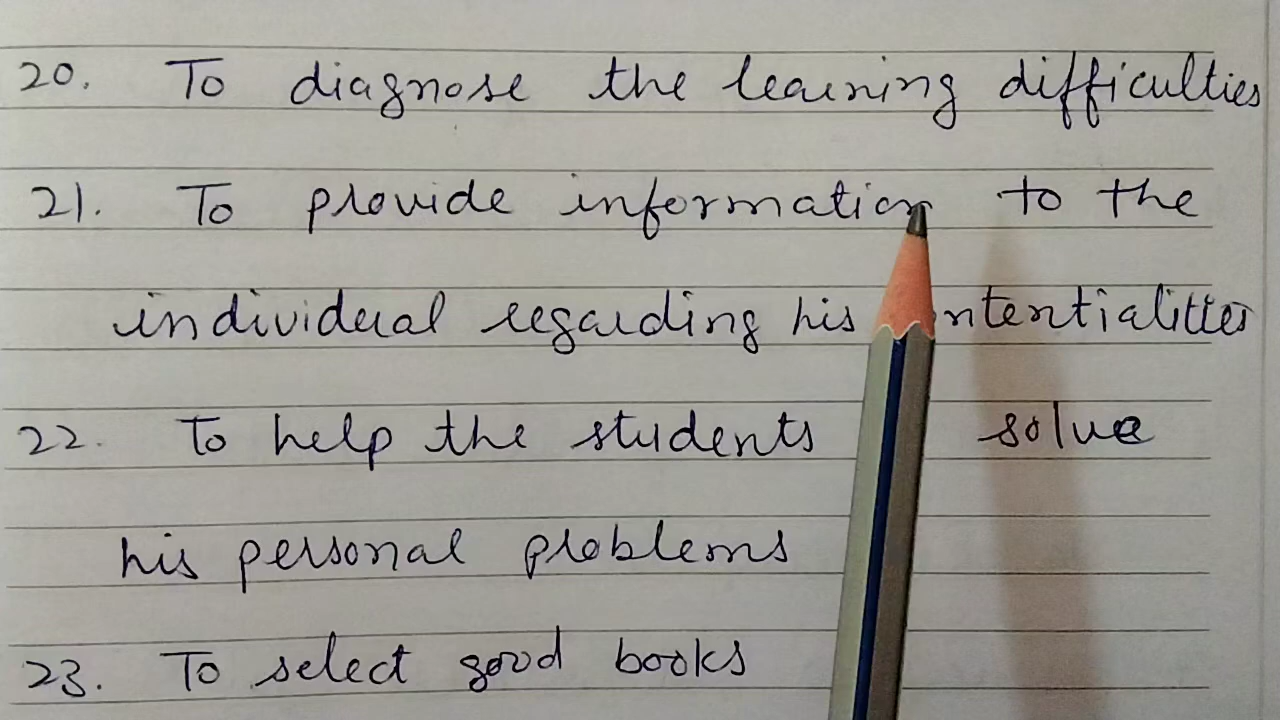 20. To diagnose the learning difficulties
21. To provide information to the
individual regarding his
22. To help the students solve
his personal problems
23. To select good books